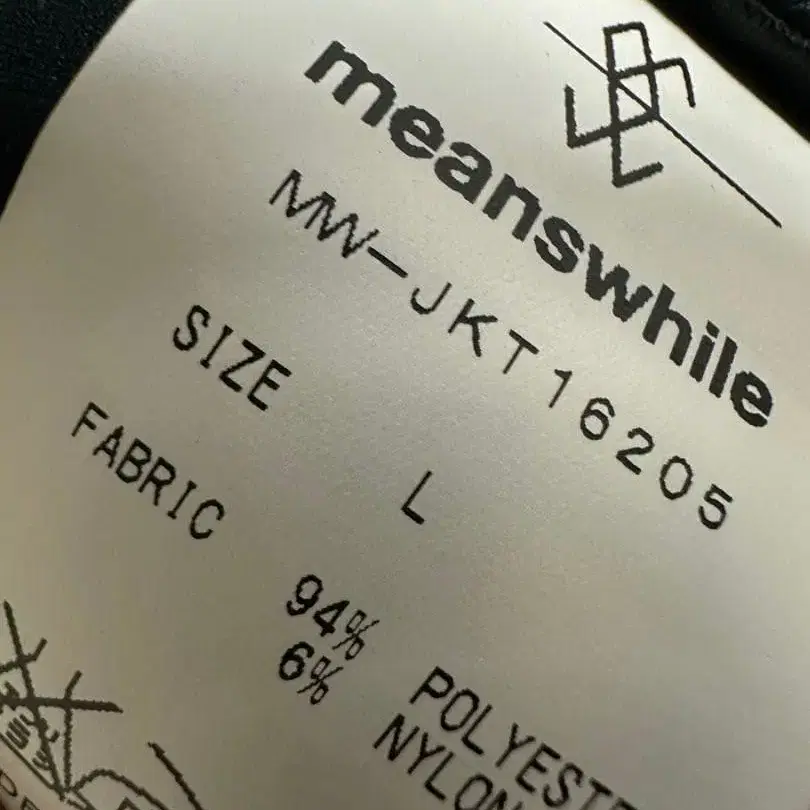 meanswhile
MW-JKT16205
SIZE L
FABRIC
94% POLYESTE
6% NYLON